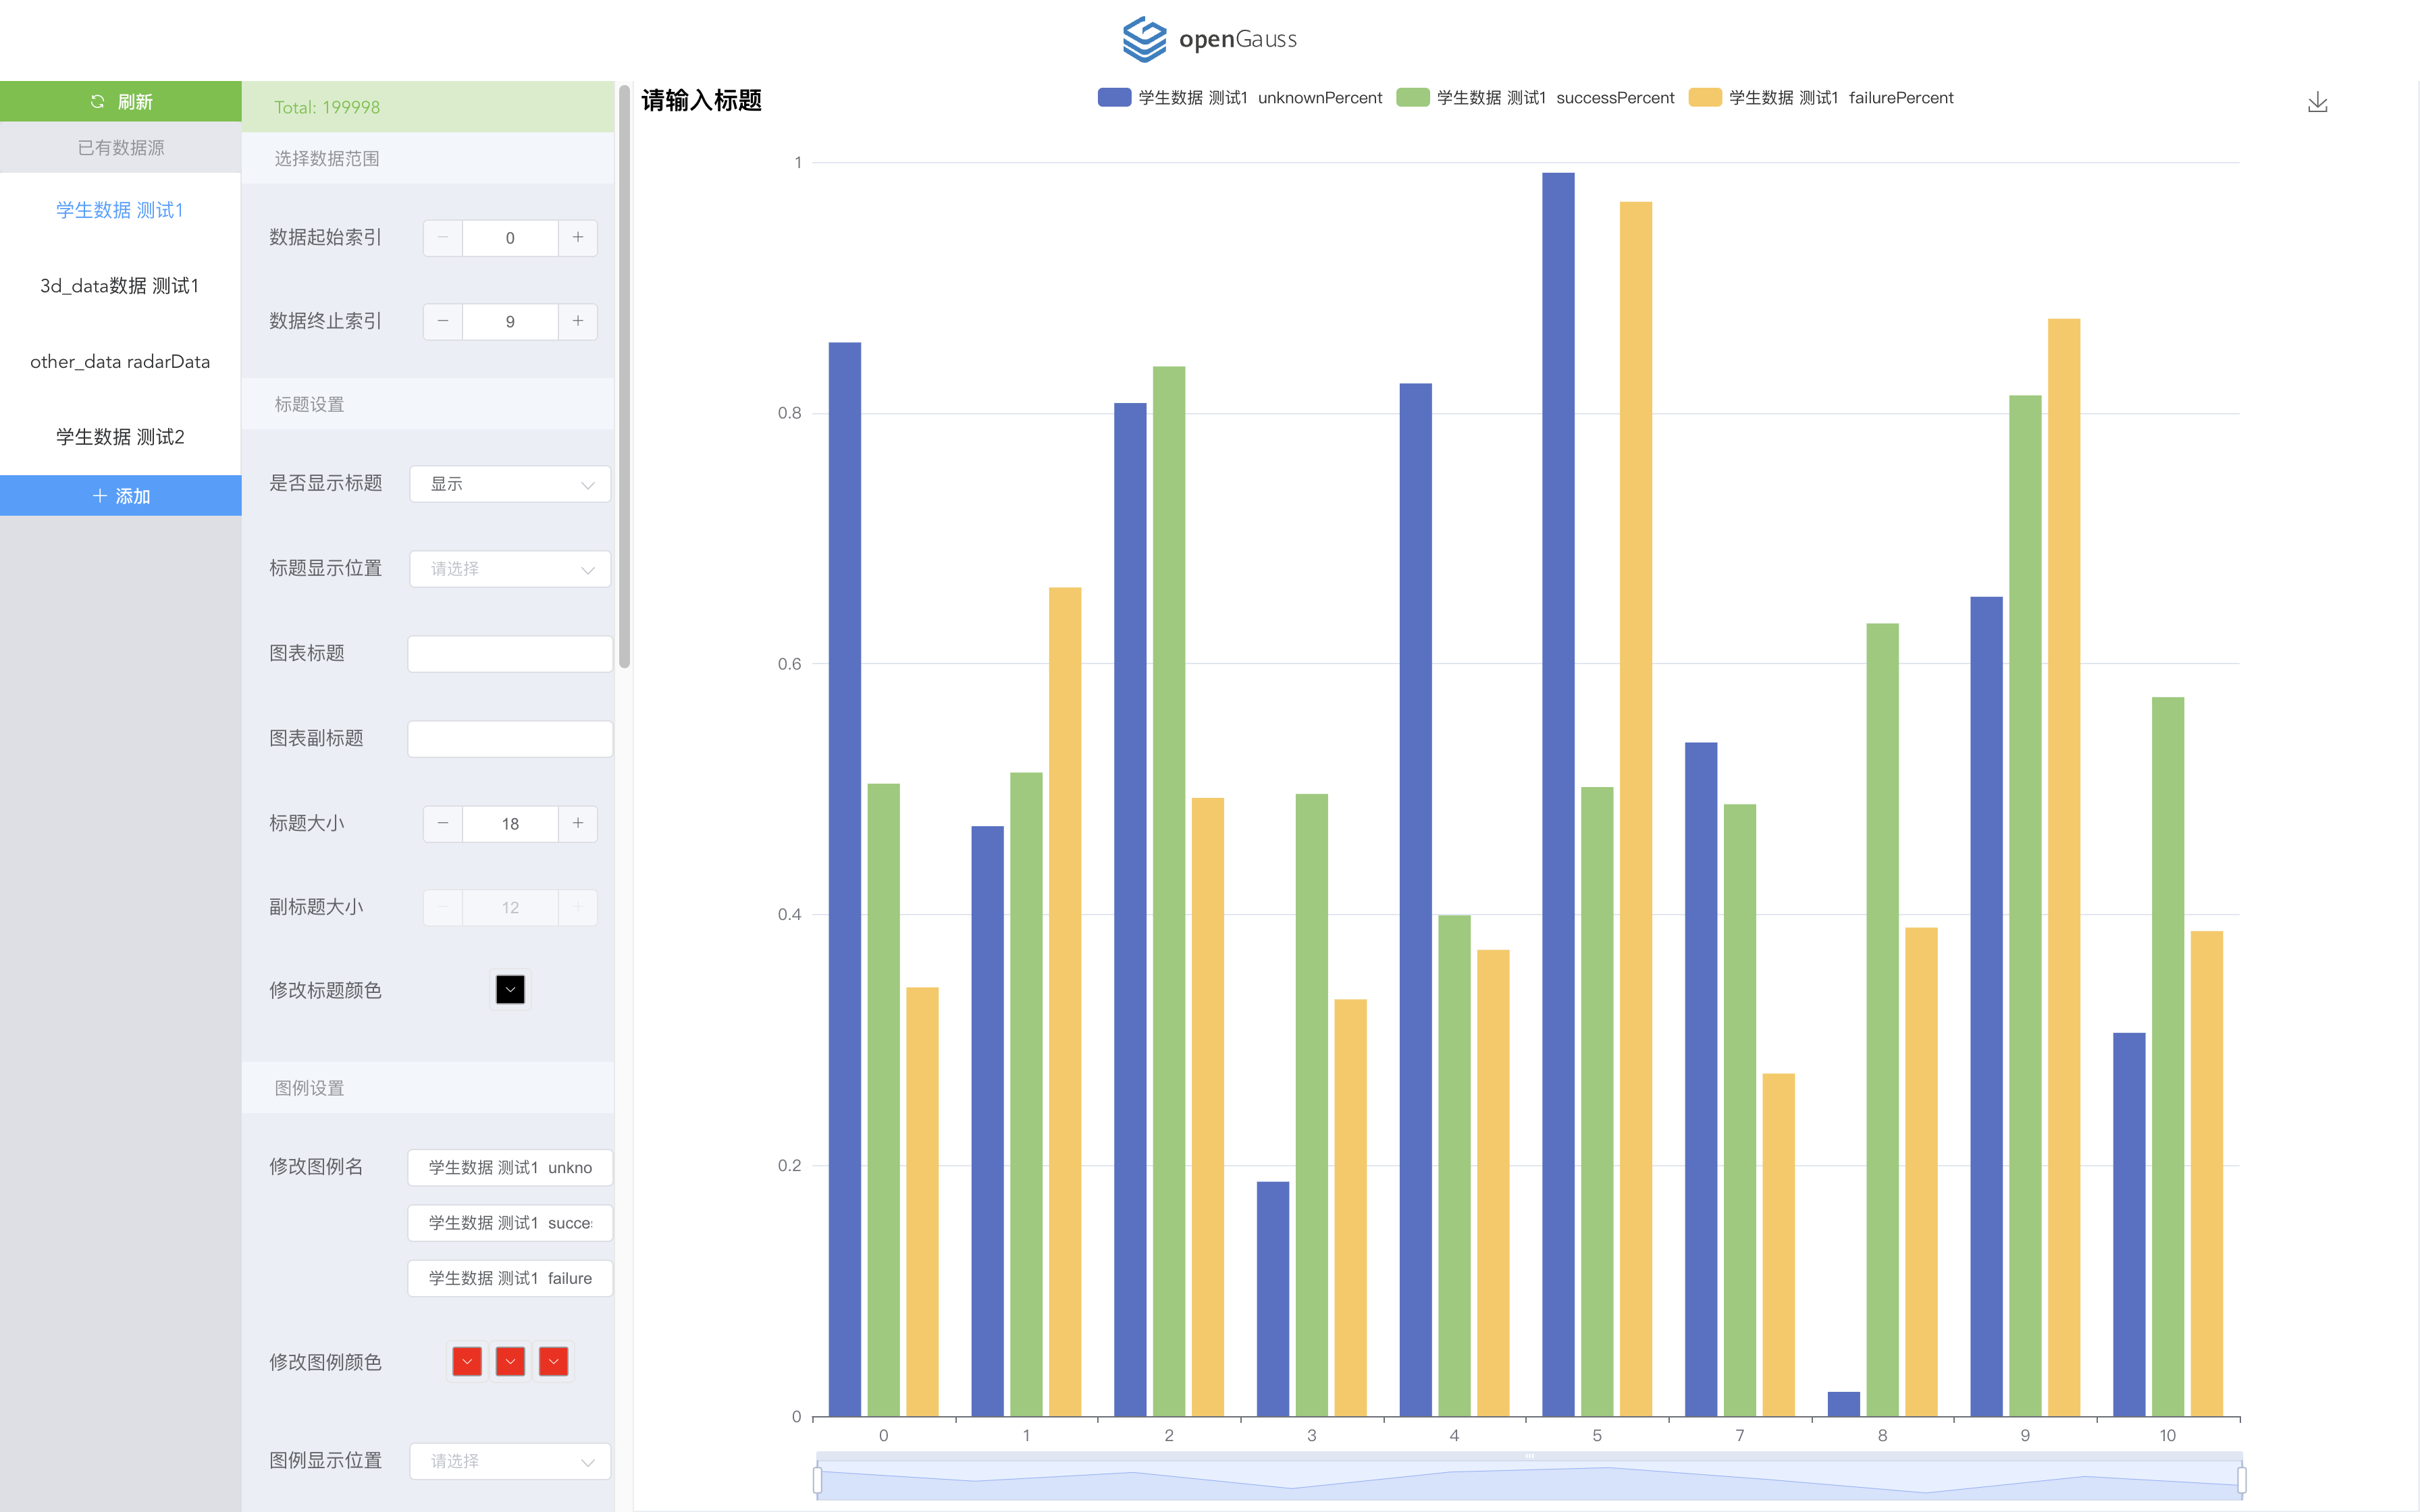 openGauss
刷新
已有数据源
学生数据 测试1
3d_data数据 测试1
other_data radarData
学生数据 测试2
添加
Total: 199998
选择数据范围
数据起始索引 0
数据终止索引 9
标题设置
是否显示标题 显示
标题显示位置 请选择
图表标题
图表副标题
标题大小 18
副标题大小 12
修改标题颜色
图例设置
修改图例名 学生数据 测试1 unkno
学生数据 测试1 succe
学生数据 测试1 failure
修改图例颜色
图例显示位置 请选择
请输入标题
学生数据 测试1 unknownPercent 学生数据 测试1 successPercent 学生数据 测试1 failurePercent
1
0.8
0.6
0.4
0.2
0
0 1 2 3 4 5 7 8 9 10